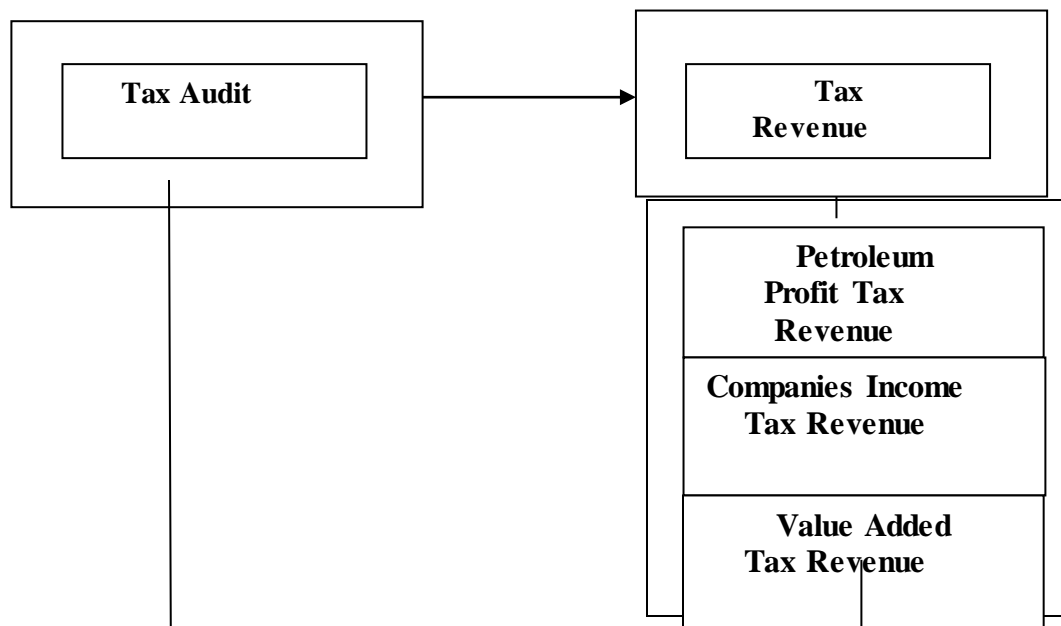 Tax Audit
Tax
Revenue
Petroleum
Profit Tax
Revenue
Companies Income
Tax Revenue
Value Added
Tax Revenue